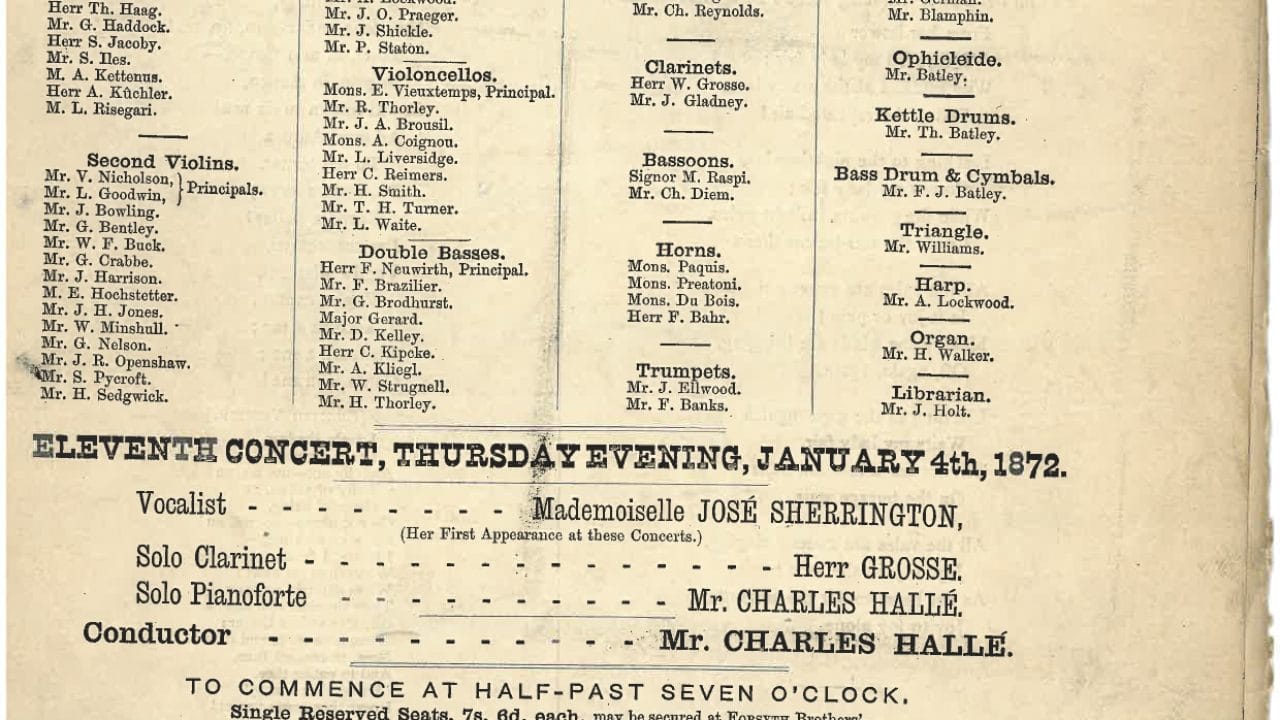 Herr Th. Haag.
Mr. G. Haddock.
Herr S. Jacoby.
Mr. S. Iles.
M. A. Kettenus.
Herr A. Küchler.
M. L. Risegari.
Second Violins.
Mr. V. Nicholson,
Mr. L. Goodwin, } Principals.
Mr. J. Bowling.
Mr. G. Bentley.
Mr. W. F. Buck.
Mr. G. Crabbe.
Mr. J. Harrison.
M. E. Hochstetter.
Mr. J. H. Jones.
Mr. W. Minshull.
Mr. G. Nelson.
Mr. J. R. Openshaw.
Mr. S. Pycroft.
Mr. H. Sedgwick.
Mr. J. O. Praeger.
Mr. J. Shickle.
Mr. P. Staton.
Violoncellos.
Mons. E. Vieuxtemps, Principal.
Mr. R. Thorley.
Mr. J. A. Brousil.
Mons. A. Coignou.
Mr. L. Liversidge.
Herr C. Reimers.
Mr. H. Smith.
Mr. T. H. Turner.
Mr. L. Waite.
Double Basses.
Herr F. Neuwirth, Principal.
Mr. F. Brazilier.
Mr. G. Brodhurst.
Major Gerard.
Mr. D. Kelley.
Herr C. Kipcke.
Mr. A. Kliegl.
Mr. W. Strugnell.
Mr. H. Thorley.
Mr. Ch. Reynolds.
Clarinets.
Herr W. Grosse.
Mr. J. Gladney.
Bassoons.
Signor M. Raspi.
Mr. Ch. Diem.
Horns.
Mons. Paquis.
Mons. Preatoni.
Mons. Du Bois.
Herr F. Bahr.
Trumpets.
Mr. J. Ellwood.
Mr. F. Banks.
Mr. Blamphin.
Ophicleide.
Mr. Batley.
Kettle Drums.
Mr. Th. Batley.
Bass Drum & Cymbals.
Mr. F. J. Batley.
Triangle.
Mr. Williams.
Harp.
Mr. A. Lockwood.
Organ.
Mr. H. Walker.
Librarian.
Mr. J. Holt.
ELEVENTH CONCERT, THURSDAY EVENING, JANUARY 4th, 1872.
Vocalist - - - - - - - - Mademoiselle JOSÉ SHERRINGTON,
(Her First Appearance at these Concerts.)
Solo Clarinet - - - - - - - - - - - - - - Herr GROSSE.
Solo Pianoforte - - - - - - - - - - Mr. CHARLES HALLÉ.
Conductor - - - - - - - - - - - Mr. CHARLES HALLÉ.
TO COMMENCE AT HALF-PAST SEVEN O'CLOCK.
Single Reserved Seats, 7s. 6d. each, may be secured at FORSYTH Brothers'